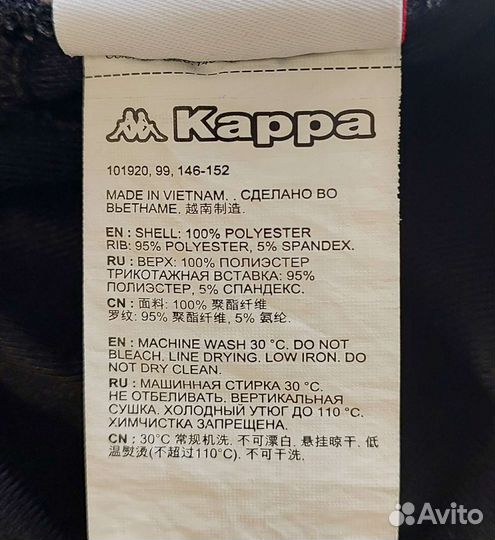 Kappa
101920, 99, 146-152
MADE IN VIETNAM. . СДЕЛАНО ВО
ВЬЕТНАМЕ, 越南制造.
EN : SHELL: 100% POLYESTER
RIB: 95% POLYESTER, 5% SPANDEX.
RU : ВЕРХ: 100% ПОЛИЭСТЕР
ТРИКОТАЖНАЯ ВСТАВКА: 95%
ПОЛИЭСТЕР, 5% СПАНДЕКС.
CN : 面料: 100% 聚酯纤维
罗纹: 95% 聚酯纤维, 5% 氨纶.
EN : MACHINE WASH 30 °C. DO NOT
BLEACH. LINE DRYING. LOW IRON. DO
NOT DRY CLEAN.
RU : МАШИННАЯ СТИРКА 30 °C.
НЕ ОТБЕЛИВАТЬ. ВЕРТИКАЛЬНАЯ
СУШКА. ХОЛОДНЫЙ УТЮГ ДО 110 °C.
ХИМЧИСТКА ЗАПРЕЩЕНА.
CN : 30°C 常规机洗. 不可漂白. 悬挂晾干. 低
温熨烫(不超过110°C). 不可干洗.
Avito